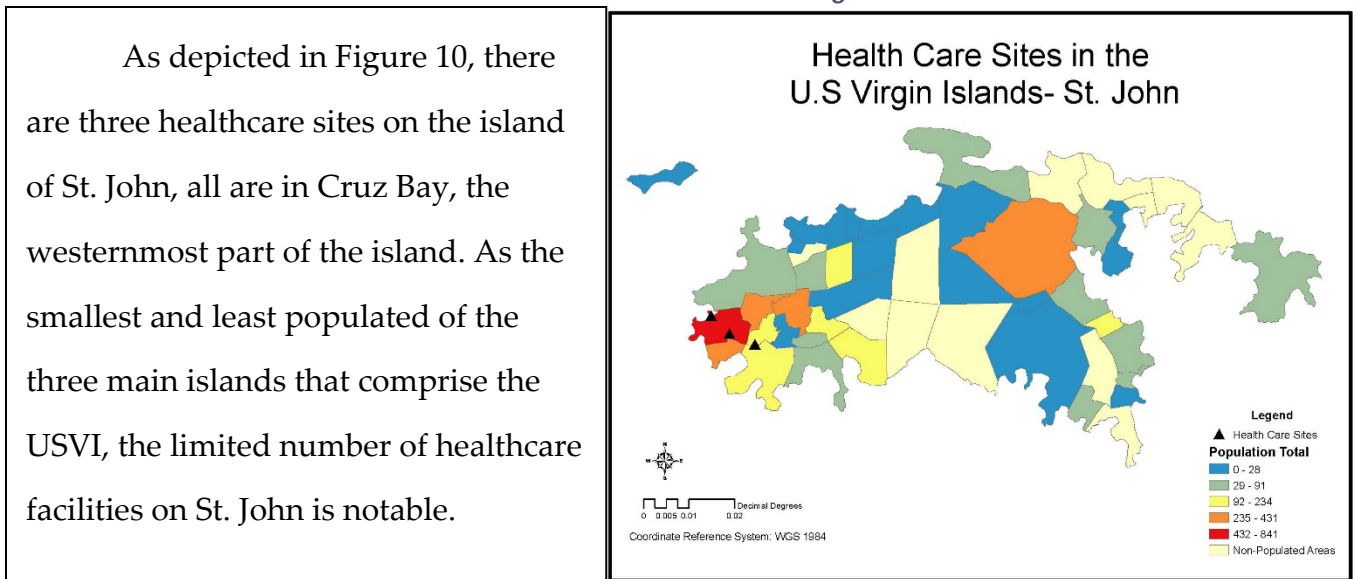 As depicted in Figure 10, there
are three healthcare sites on the island
of St. John, all are in Cruz Bay, the
westernmost part of the island. As the
smallest and least populated of the
three main islands that comprise the
USVI, the limited number of healthcare
facilities on St. John is notable.
Health Care Sites in the
U.S Virgin Islands- St. John
N
W E
S
0 0.005 0.01 0.02
Decimal Degrees
Coordinate Reference System: WGS 1984
Legend
Health Care Sites
Population Total
0 - 28
29 - 91
92 - 234
235 - 431
432 - 841
Non-Populated Areas